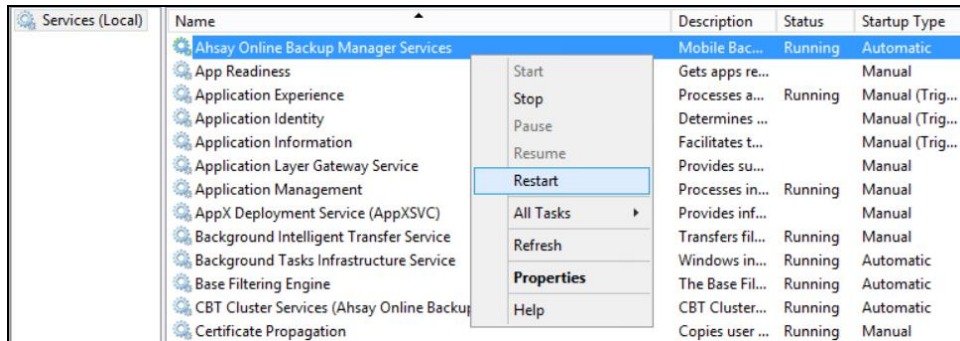 Services (Local)
Name Description Status Startup Type
Ahsay Online Backup Manager Services Mobile Bac... Running Automatic
App Readiness Gets apps re... Manual
Application Experience Processes a... Running Manual (Trig...
Application Identity Determines ... Manual (Trig...
Application Information Facilitates t... Manual (Trig...
Application Layer Gateway Service Provides su... Manual
Application Management Processes in... Running Manual
AppX Deployment Service (AppXSVC) Provides inf... Manual
Background Intelligent Transfer Service Transfers fil... Running Manual
Background Tasks Infrastructure Service Windows in... Running Automatic
Base Filtering Engine The Base Fil... Running Automatic
CBT Cluster Services (Ahsay Online Backup CBT Cluster... Running Automatic
Certificate Propagation Copies user ... Running Manual
Start
Stop
Pause
Resume
Restart
All Tasks
Refresh
Properties
Help